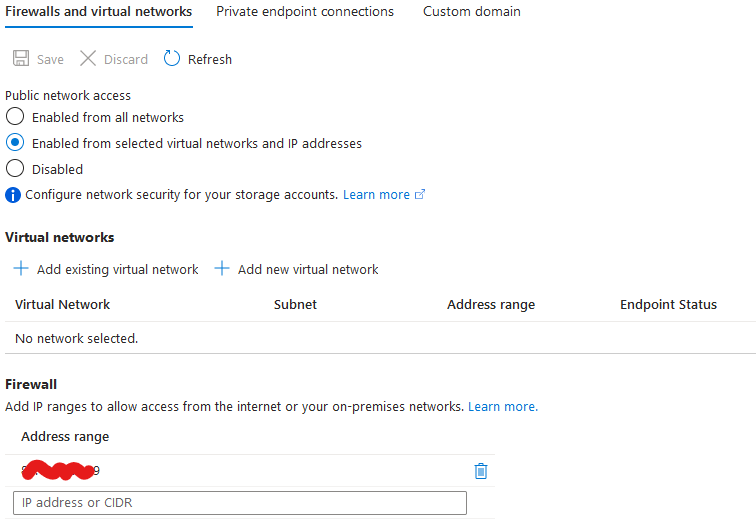 Firewalls and virtual networks Private endpoint connections Custom domain
Save Discard Refresh
Public network access
Enabled from all networks
Enabled from selected virtual networks and IP addresses
Disabled
Configure network security for your storage accounts. Learn more
Virtual networks
+ Add existing virtual network + Add new virtual network
Virtual Network Subnet Address range Endpoint Status
No network selected.
Firewall
Add IP ranges to allow access from the internet or your on-premises networks. Learn more.
Address range
IP address or CIDR